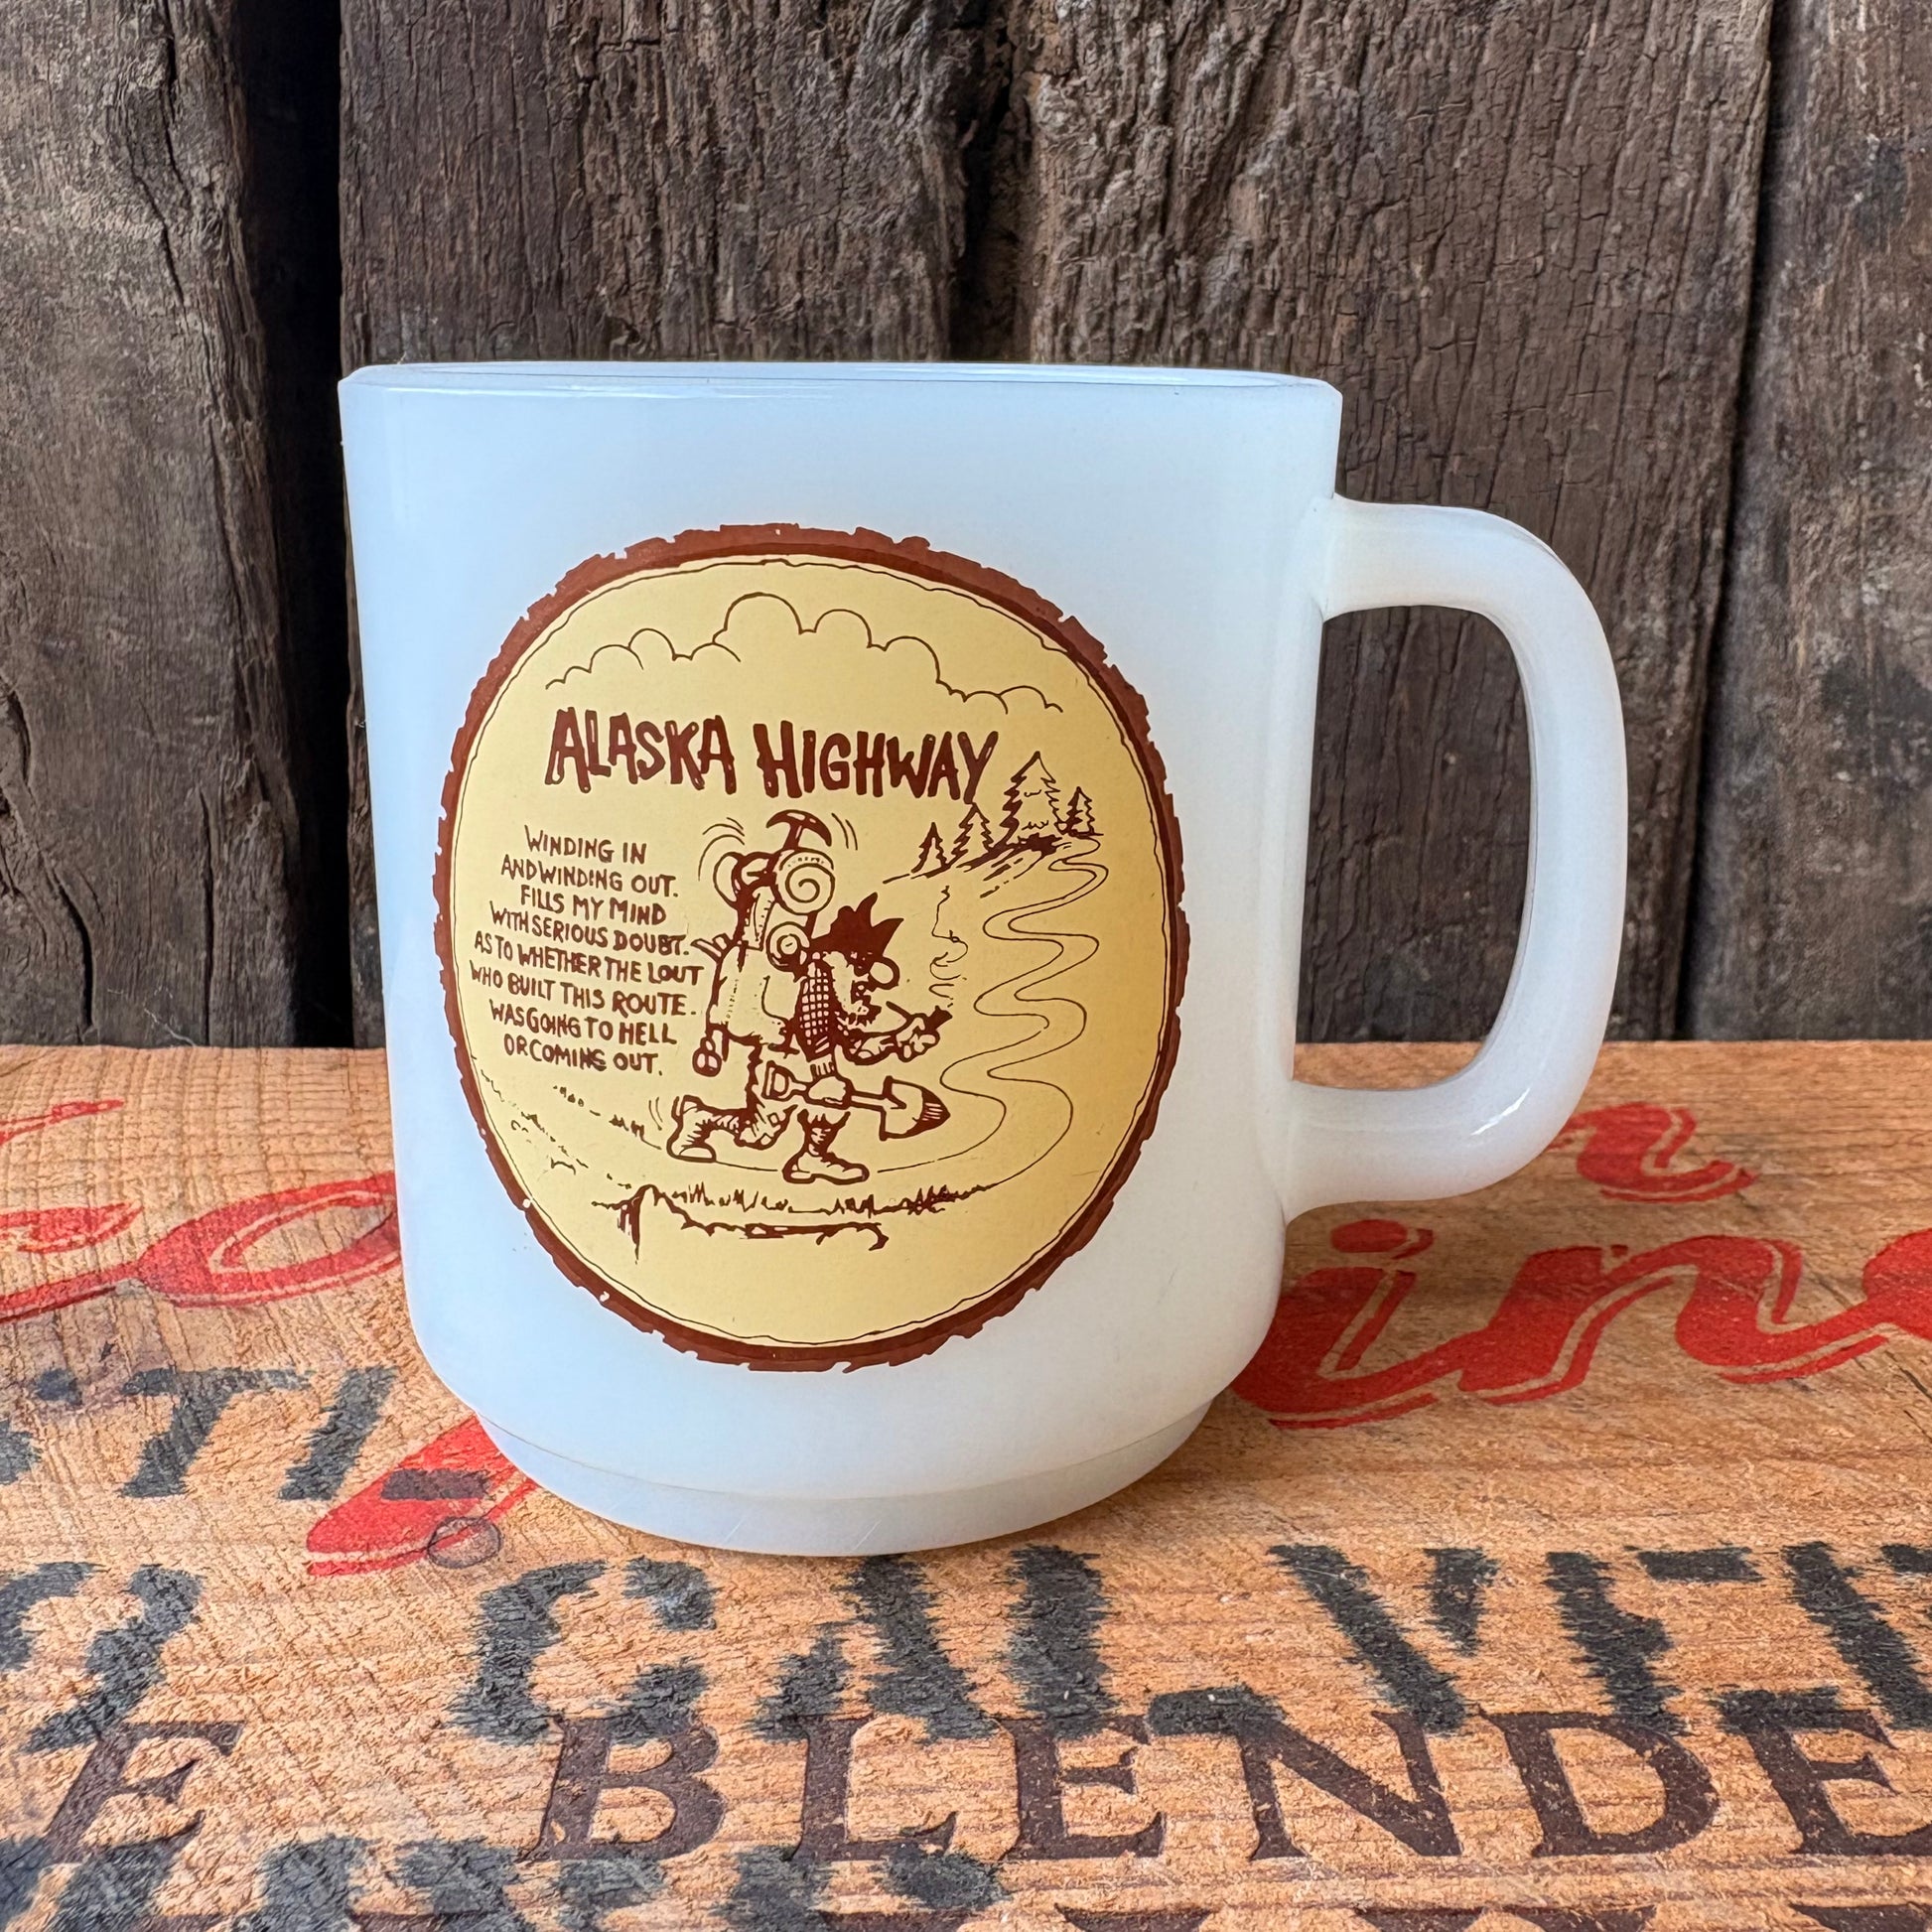 ALASKA HIGHWAY
WINDING IN
AND WINDING OUT.
FILLS MY MIND
WITH SERIOUS DOUBT.
AS TO WHETHER THE LOUT
WHO BUILT THIS ROUTE.
WAS GOING TO HELL
OR COMING OUT.
BLENDE